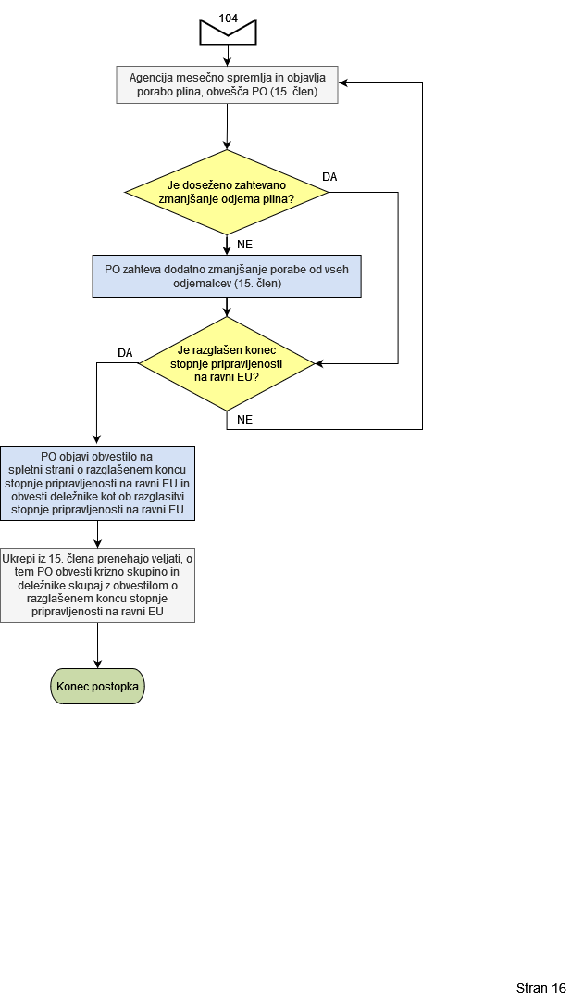 104
Agencija mesečno spremlja in objavlja
porabo plina, obvešča PO (15. člen)
Je doseženo zahtevano
zmanjšanje odjema plina?
DA
NE
PO zahteva dodatno zmanjšanje porabe od vseh
odjemalcev (15. člen)
Je razglašen konec
stopnje pripravljenosti
na ravni EU?
DA
NE
PO objavi obvestilo na
spletni strani o razglašenem koncu
stopnje pripravljenosti na ravni EU in
obvesti deležnike kot ob razglasitvi
stopnje pripravljenosti na ravni EU
Ukrepi iz 15. člena prenehajo veljati, o
tem PO obvesti krizno skupino in
deležnike skupaj z obvestilom o
razglašenem koncu stopnje
pripravljenosti na ravni EU
Konec postopka
Stran 16